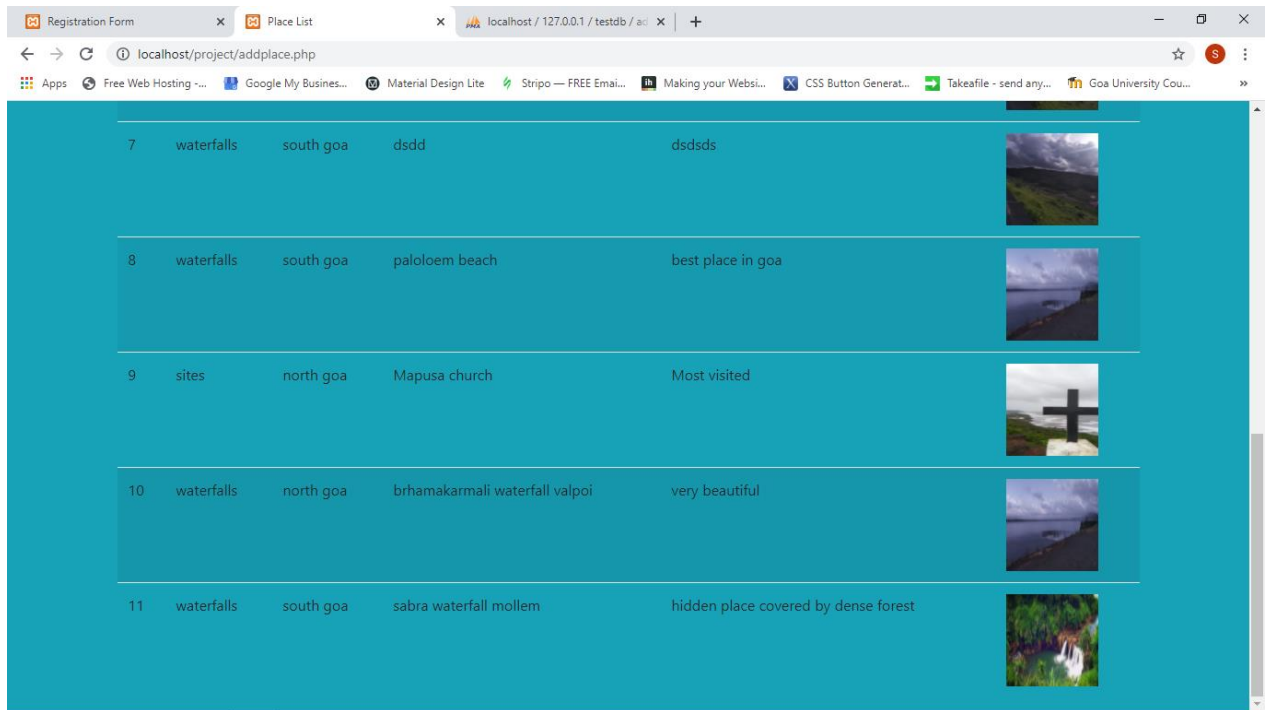 Registration Form
Place List
localhost / 127.0.0.1 / testdb / ad
localhost/project/addplace.php
S
Apps
Free Web Hosting -...
Google My Busines...
Material Design Lite
Stripo — FREE Emai...
ih
Making your Websi...
CSS Button Generat...
Takeafile - send any...
Goa University Cou...
7 waterfalls south goa dsdd dsdsds
8 waterfalls south goa paloloem beach best place in goa
9 sites north goa Mapusa church Most visited
10 waterfalls north goa brhamakarmali waterfall valpoi very beautiful
11 waterfalls south goa sabra waterfall mollem hidden place covered by dense forest